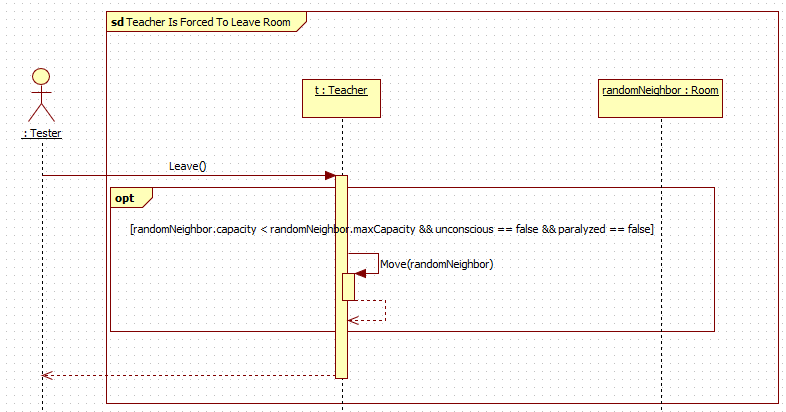 sd Teacher Is Forced To Leave Room
t : Teacher
randomNeighbor : Room
: Tester
Leave()
opt
[randomNeighbor.capacity < randomNeighbor.maxCapacity && unconscious == false && paralyzed == false]
Move(randomNeighbor)